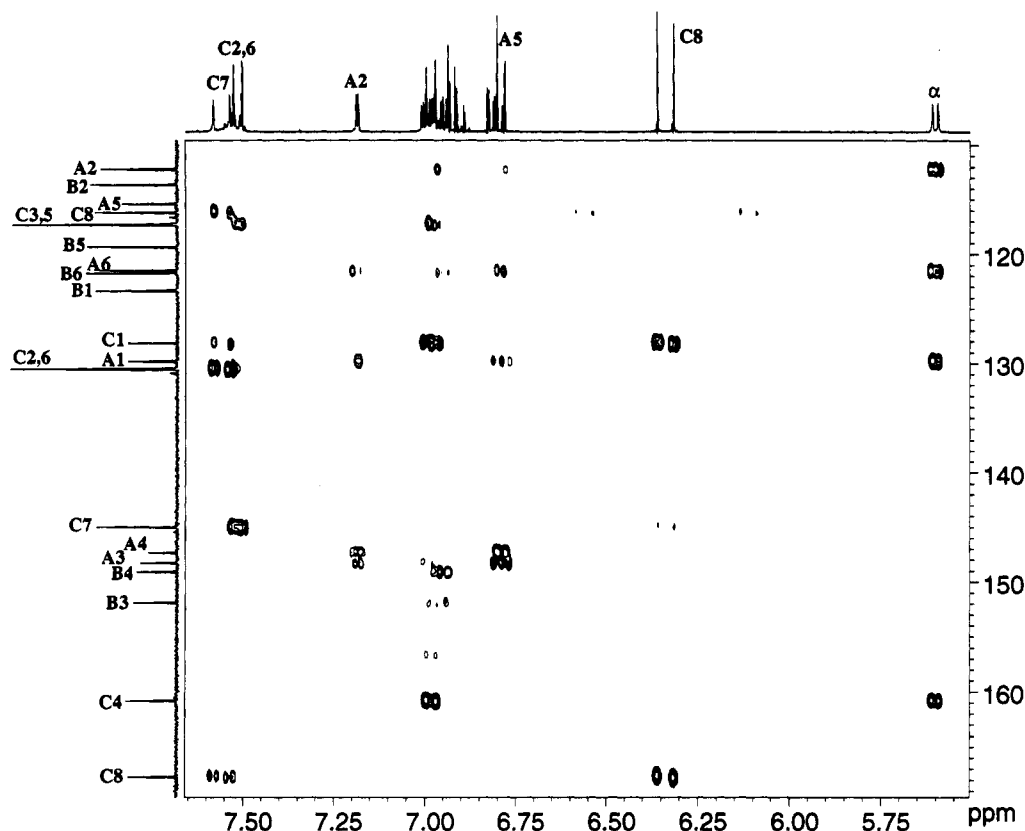 C7
C2,6
A2
A5
C8
α
A2
B2
A5
C3,5 C8
B5
A6
B6
B1
C1
C2,6 A1
C7
A4
A3
B4
B3
C4
C8
120
130
140
150
160
7.50 7.25 7.00 6.75 6.50 6.25 6.00 5.75 ppm